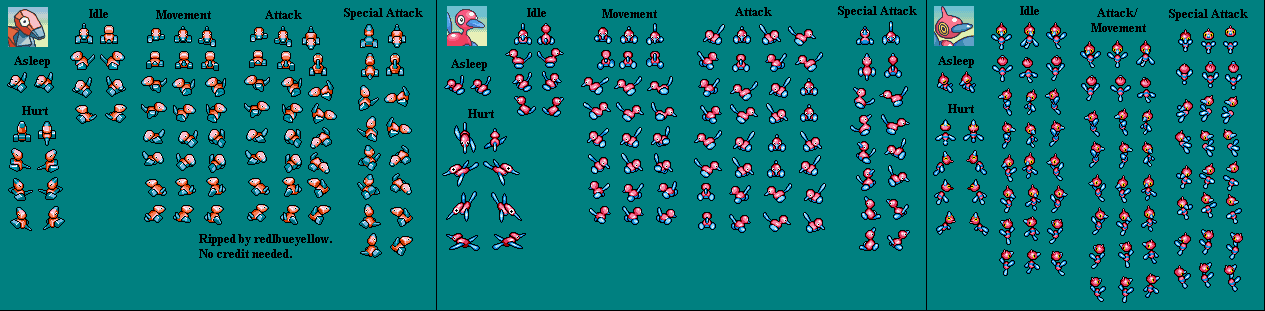 Idle
Movement
Attack
Special Attack
Asleep
Hurt
Ripped by redlbueyellow.
No credit needed.
Idle
Movement
Attack
Special Attack
Asleep
Hurt
Idle
Attack/
Movement
Special Attack
Asleep
Hurt